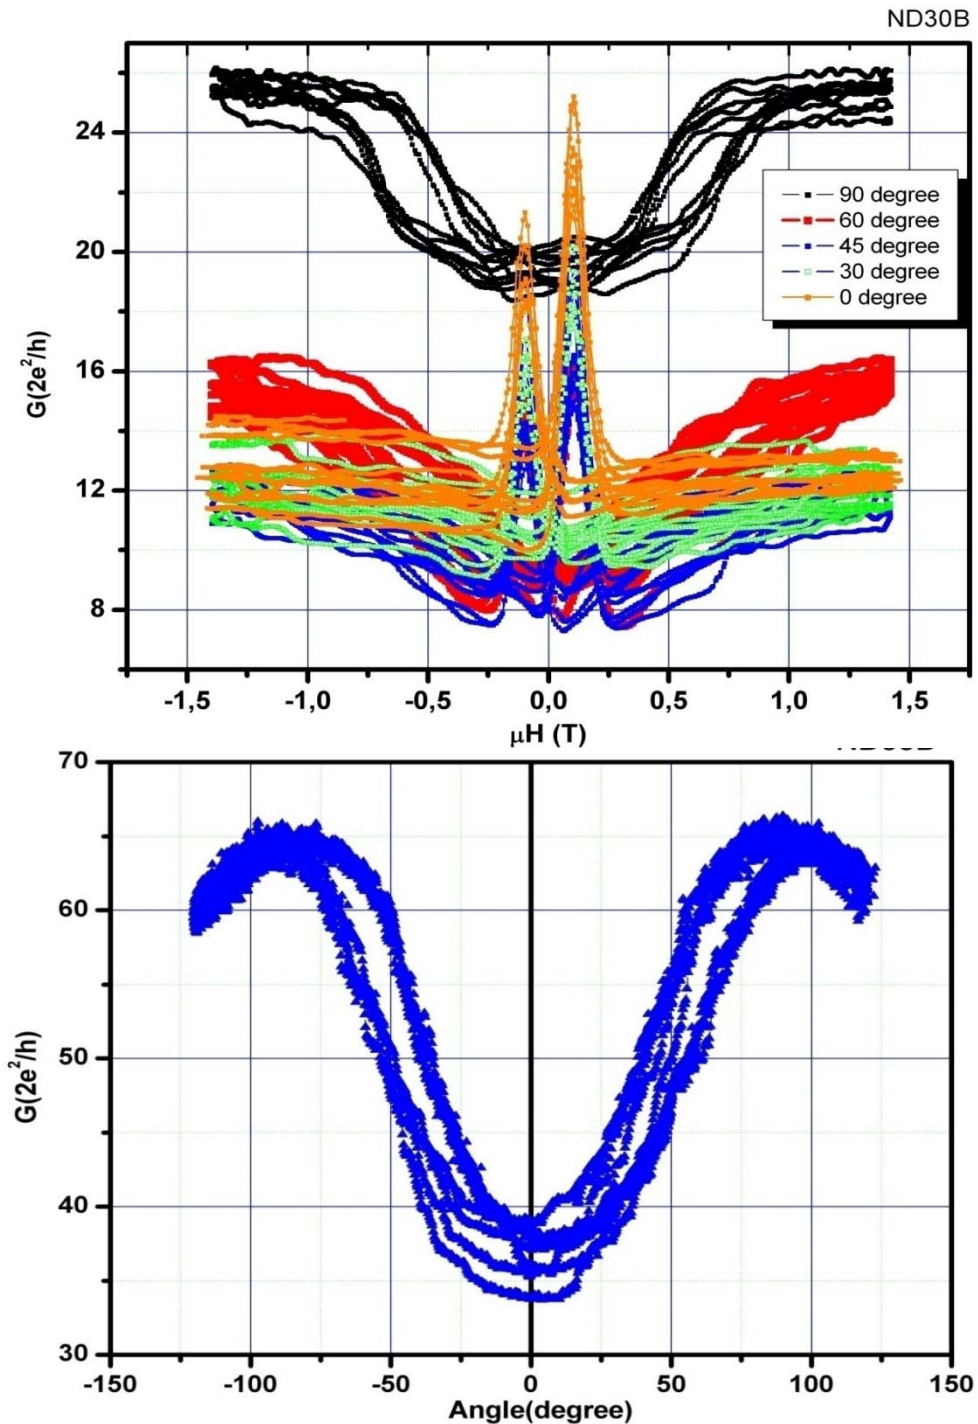 ND30B
24
20
16
12
8
G(2e²/h)
90 degree
60 degree
45 degree
30 degree
0 degree
-1,5 -1,0 -0,5 0,0 0,5 1,0 1,5
μH (T)
70
60
50
40
30
G(2e²/h)
-150 -100 -50 0 50 100 150
Angle(degree)